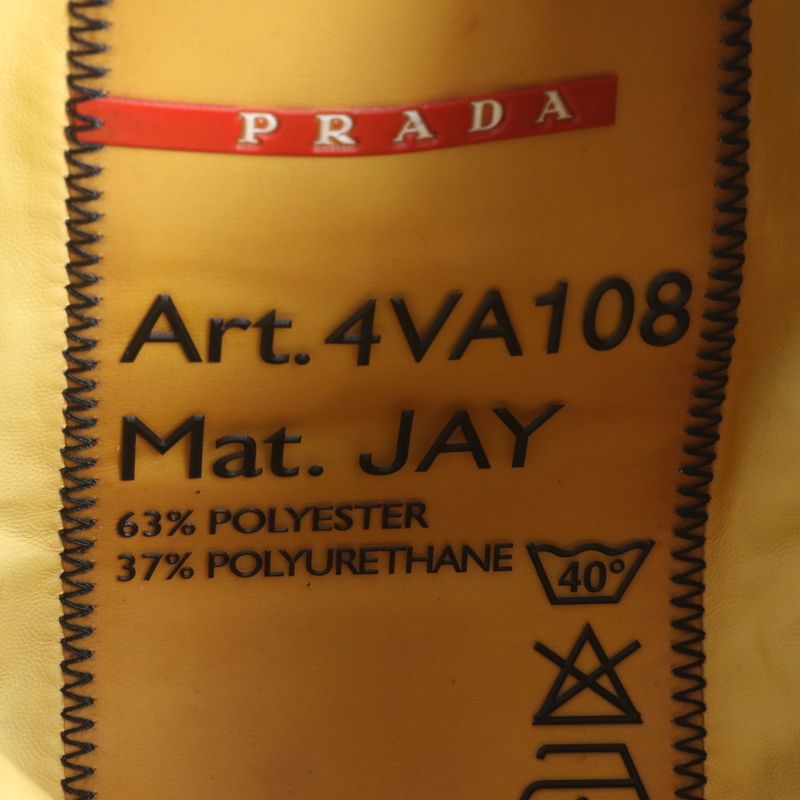 PRADA
Art. 4VA108
Mat. JAY
63% POLYESTER
37% POLYURETHANE
40°